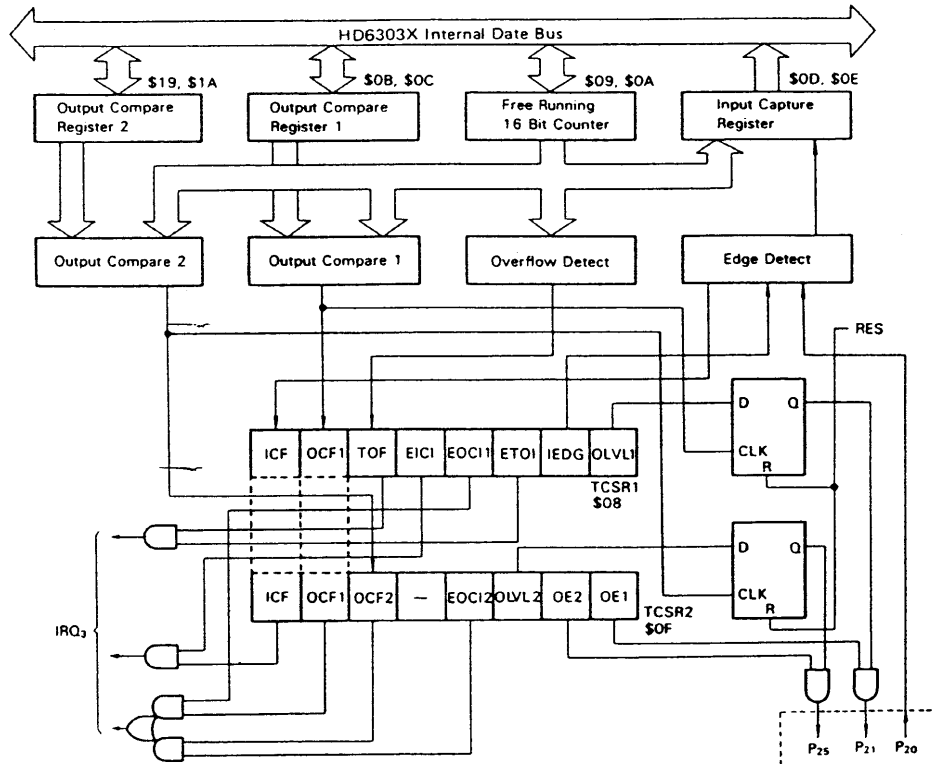 HD6303X Internal Date Bus
$19, $1A
$0B, $0C
$09, $0A
$0D, $0E
Output Compare
Register 2
Output Compare
Register 1
Free Running
16 Bit Counter
Input Capture
Register
Output Compare 2
Output Compare 1
Overflow Detect
Edge Detect
RES
D Q
CLK
R
ICF OCF1 TOF EICI EOCI1 ETOI IEDG OLVL1
TCSR1
$08
D Q
CLK
R
ICF OCF1 OCF2 — EOCI2 OLVL2 OE2 OE1
TCSR2
$0F
IRQ₃
P₂₅ P₂₁ P₂₀